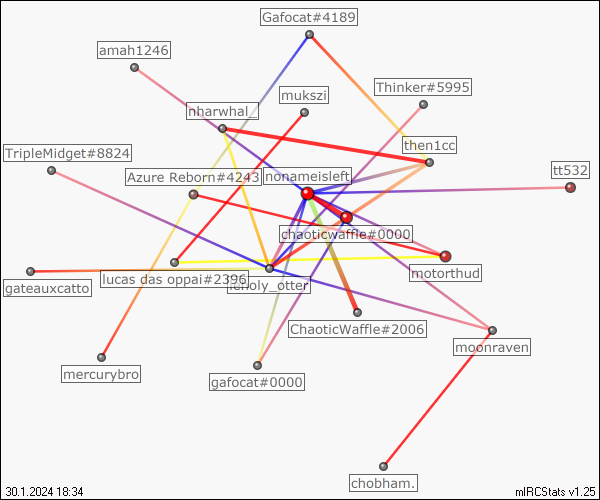 Gafocat#4189
amah1246
Thinker#5995
mukszi
nharwhal_
then1cc
TripleMidget#8824
tt532
Azure Reborn#4243
nonameisleft
chaoticwaffle#0000
motorthud
lucas das oppai#2396
gateauxcatto
ChaoticWaffle#2006
moonraven
mercurybro
gafocat#0000
chobham.
30.1.2024 18:34
mIRCStats v1.25